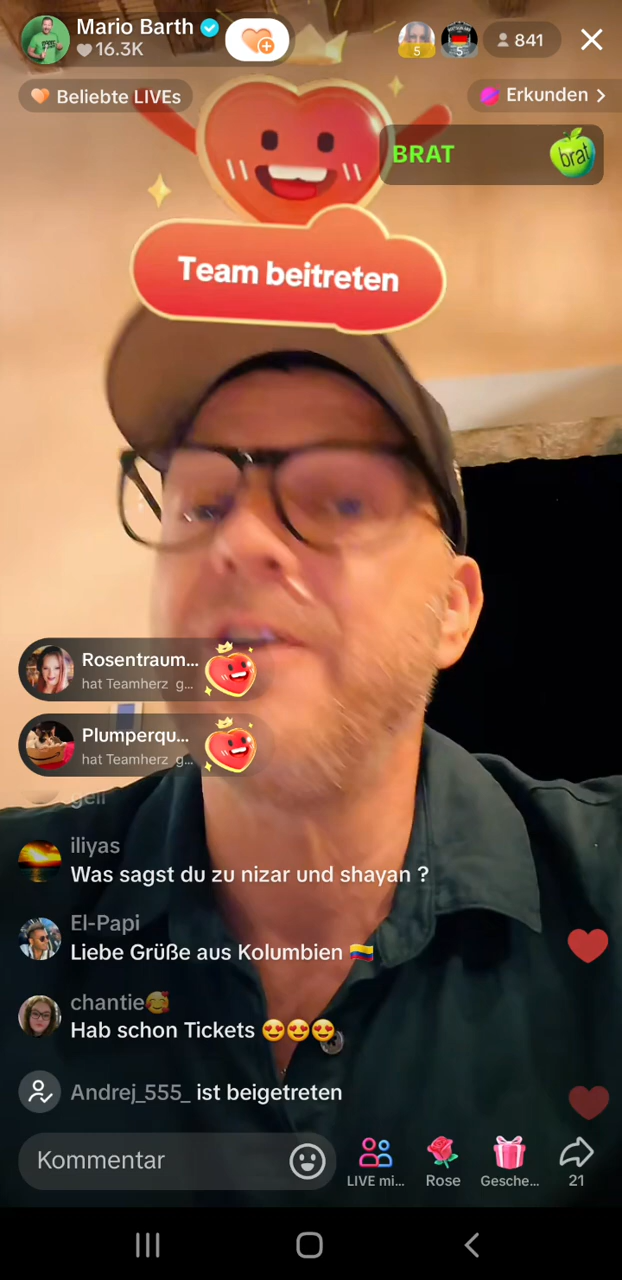 Mario Barth
16.3K
5
5
841
Beliebte LIVEs
Erkunden
BRAT
brat
Team beitreten
Rosentraum...
hat Teamherz g...
Plumperqu...
hat Teamherz g...
geil
iliyas
Was sagst du zu nizar und shayan ?
El-Papi
Liebe Grüße aus Kolumbien 🇨🇴
chantie🥰
Hab schon Tickets 😍😍😍
Andrej_555_ ist beigetreten
Kommentar
LIVE mi...
Rose
Gesche...
21